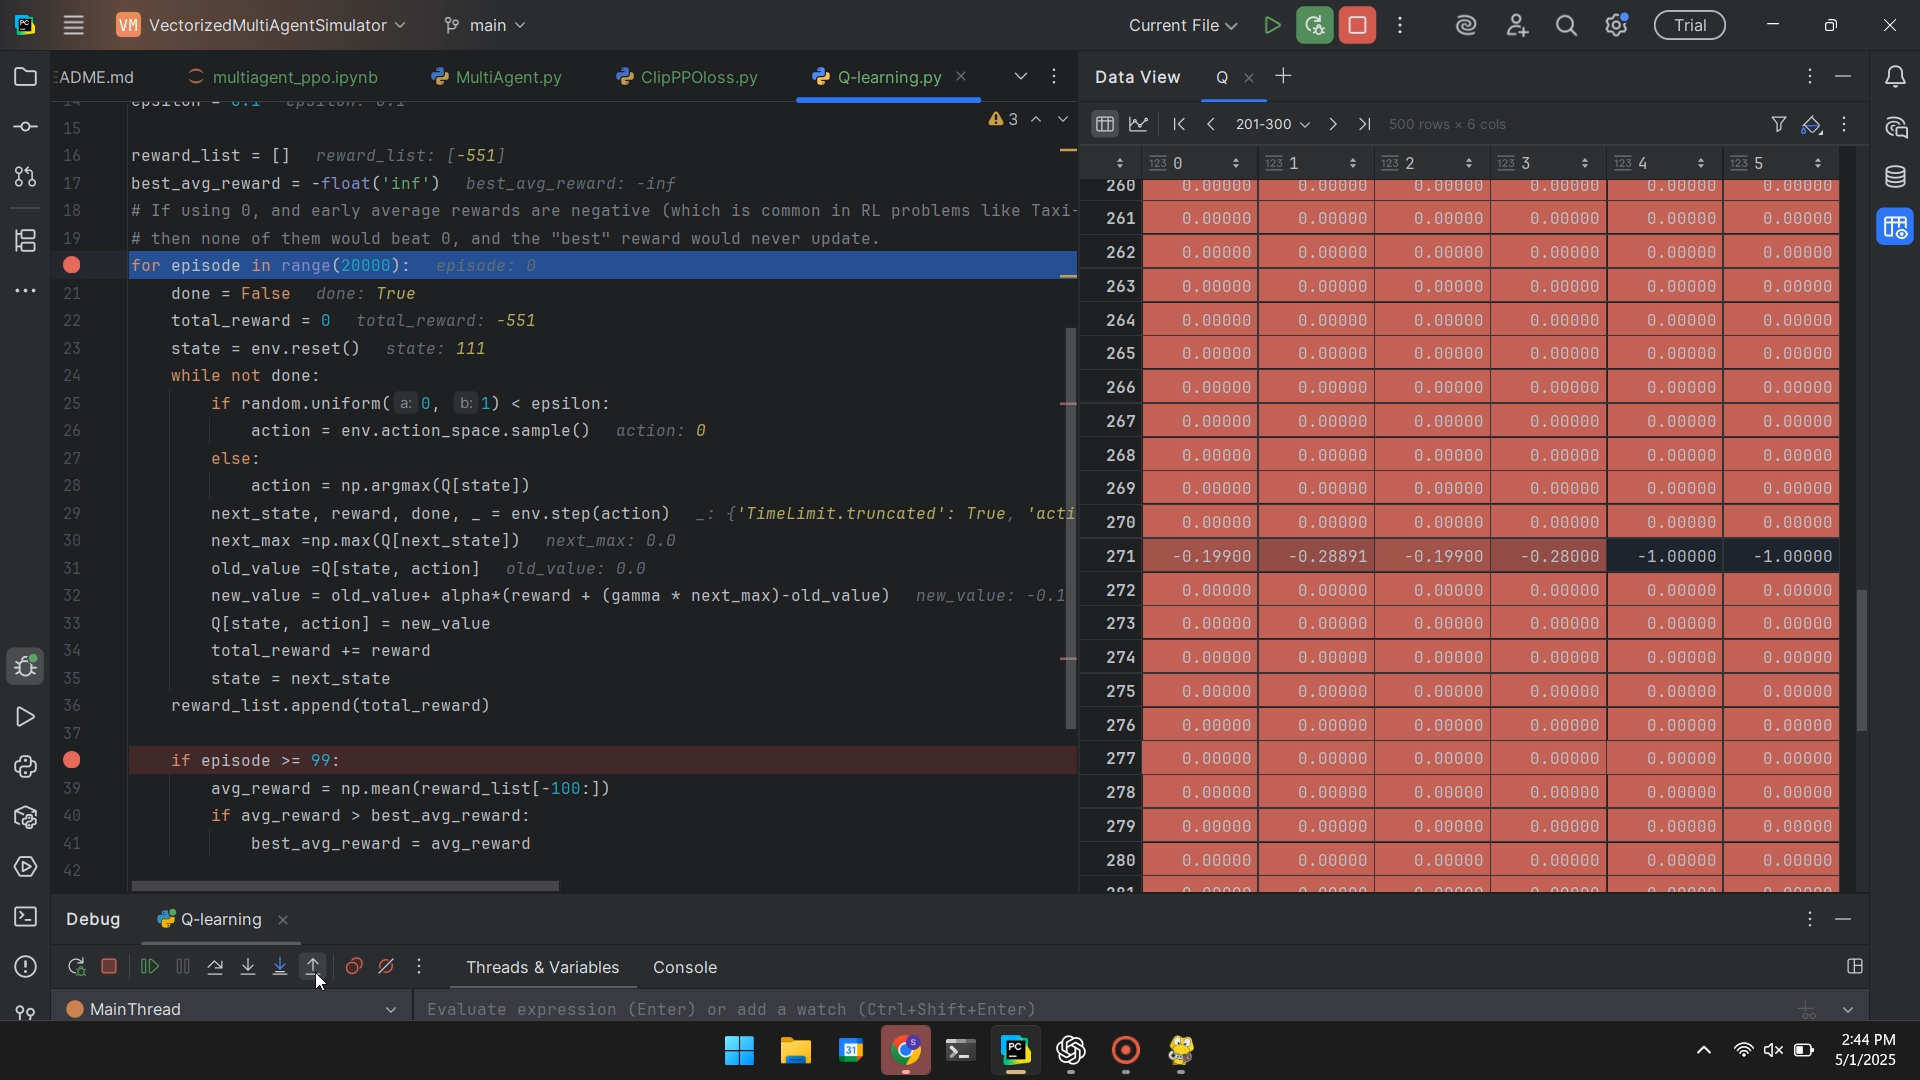 VM VectorizedMultiAgentSimulator main Current File Trial
ADME.md multiagent_ppo.ipynb MultiAgent.py ClipPPOloss.py Q-learning.py
3
14 epsilon = 0.1 epsilon: 0.1
15
16 reward_list = [] reward_list: [-551]
17 best_avg_reward = -float('inf') best_avg_reward: -inf
18 # If using 0, and early average rewards are negative (which is common in RL problems like Taxi-
19 # then none of them would beat 0, and the "best" reward would never update.
for episode in range(20000): episode: 0
21 done = False done: True
22 total_reward = 0 total_reward: -551
23 state = env.reset() state: 111
24 while not done:
25 if random.uniform( a: 0, b: 1) < epsilon:
26 action = env.action_space.sample() action: 0
27 else:
28 action = np.argmax(Q[state])
29 next_state, reward, done, _ = env.step(action) _: {'TimeLimit.truncated': True, 'acti
30 next_max =np.max(Q[next_state]) next_max: 0.0
31 old_value =Q[state, action] old_value: 0.0
32 new_value = old_value+ alpha*(reward + (gamma * next_max)-old_value) new_value: -0.1
33 Q[state, action] = new_value
34 total_reward += reward
35 state = next_state
36 reward_list.append(total_reward)
37
if episode >= 99:
39 avg_reward = np.mean(reward_list[-100:])
40 if avg_reward > best_avg_reward:
41 best_avg_reward = avg_reward
42
Data View Q
201-300 500 rows × 6 cols
123 0 123 1 123 2 123 3 123 4 123 5
260 0.00000 0.00000 0.00000 0.00000 0.00000 0.00000
261 0.00000 0.00000 0.00000 0.00000 0.00000 0.00000
262 0.00000 0.00000 0.00000 0.00000 0.00000 0.00000
263 0.00000 0.00000 0.00000 0.00000 0.00000 0.00000
264 0.00000 0.00000 0.00000 0.00000 0.00000 0.00000
265 0.00000 0.00000 0.00000 0.00000 0.00000 0.00000
266 0.00000 0.00000 0.00000 0.00000 0.00000 0.00000
267 0.00000 0.00000 0.00000 0.00000 0.00000 0.00000
268 0.00000 0.00000 0.00000 0.00000 0.00000 0.00000
269 0.00000 0.00000 0.00000 0.00000 0.00000 0.00000
270 0.00000 0.00000 0.00000 0.00000 0.00000 0.00000
271 -0.19900 -0.28891 -0.19900 -0.28000 -1.00000 -1.00000
272 0.00000 0.00000 0.00000 0.00000 0.00000 0.00000
273 0.00000 0.00000 0.00000 0.00000 0.00000 0.00000
274 0.00000 0.00000 0.00000 0.00000 0.00000 0.00000
275 0.00000 0.00000 0.00000 0.00000 0.00000 0.00000
276 0.00000 0.00000 0.00000 0.00000 0.00000 0.00000
277 0.00000 0.00000 0.00000 0.00000 0.00000 0.00000
278 0.00000 0.00000 0.00000 0.00000 0.00000 0.00000
279 0.00000 0.00000 0.00000 0.00000 0.00000 0.00000
280 0.00000 0.00000 0.00000 0.00000 0.00000 0.00000
281 0.00000 0.00000 0.00000 0.00000 0.00000 0.00000
Debug Q-learning
Threads & Variables Console
MainThread Evaluate expression (Enter) or add a watch (Ctrl+Shift+Enter)
2:44 PM
5/1/2025